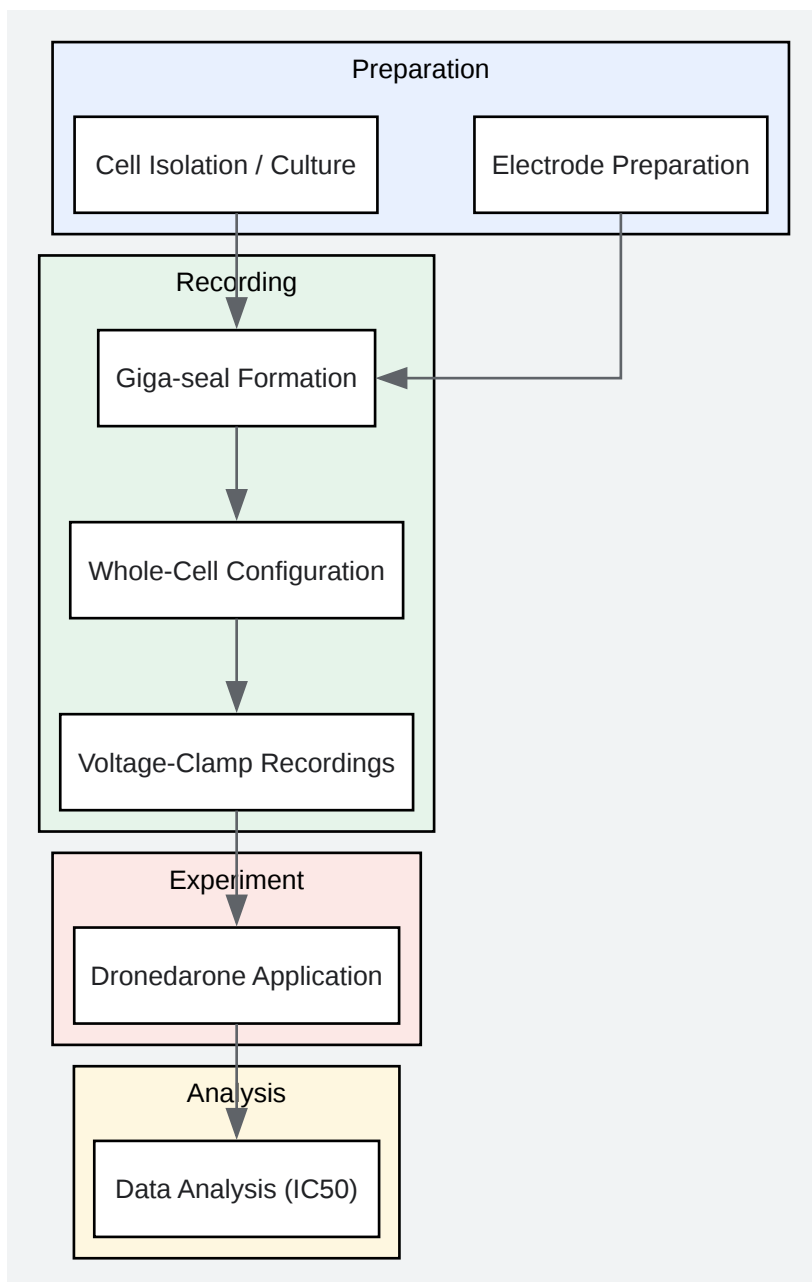 Preparation
Cell Isolation / Culture
Electrode Preparation
Recording
Giga-seal Formation
Whole-Cell Configuration
Voltage-Clamp Recordings
Experiment
Dronedarone Application
Analysis
Data Analysis (IC50)